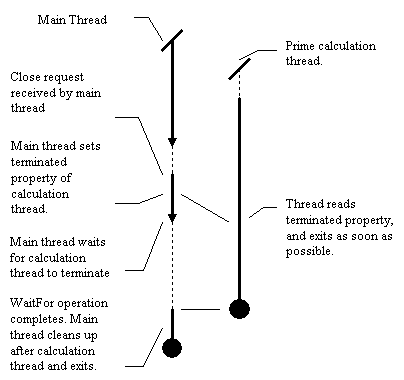 Main Thread
Prime calculation
thread.
Close request
received by main
thread
Main thread sets
terminated
property of
calculation
thread.
Thread reads
terminated property,
and exits as soon as
possible.
Main thread waits
for calculation
thread to terminate
WaitFor operation
completes. Main
thread cleans up
after calculation
thread and exits.